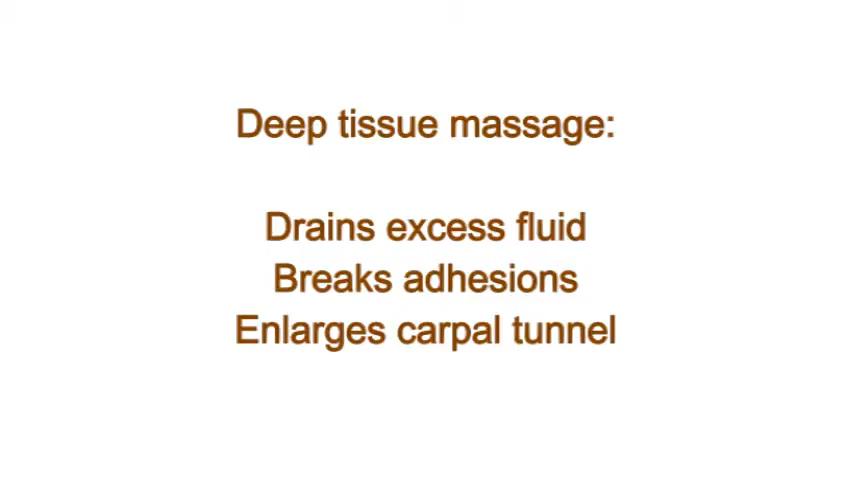 Deep tissue massage:
Drains excess fluid
Breaks adhesions
Enlarges carpal tunnel